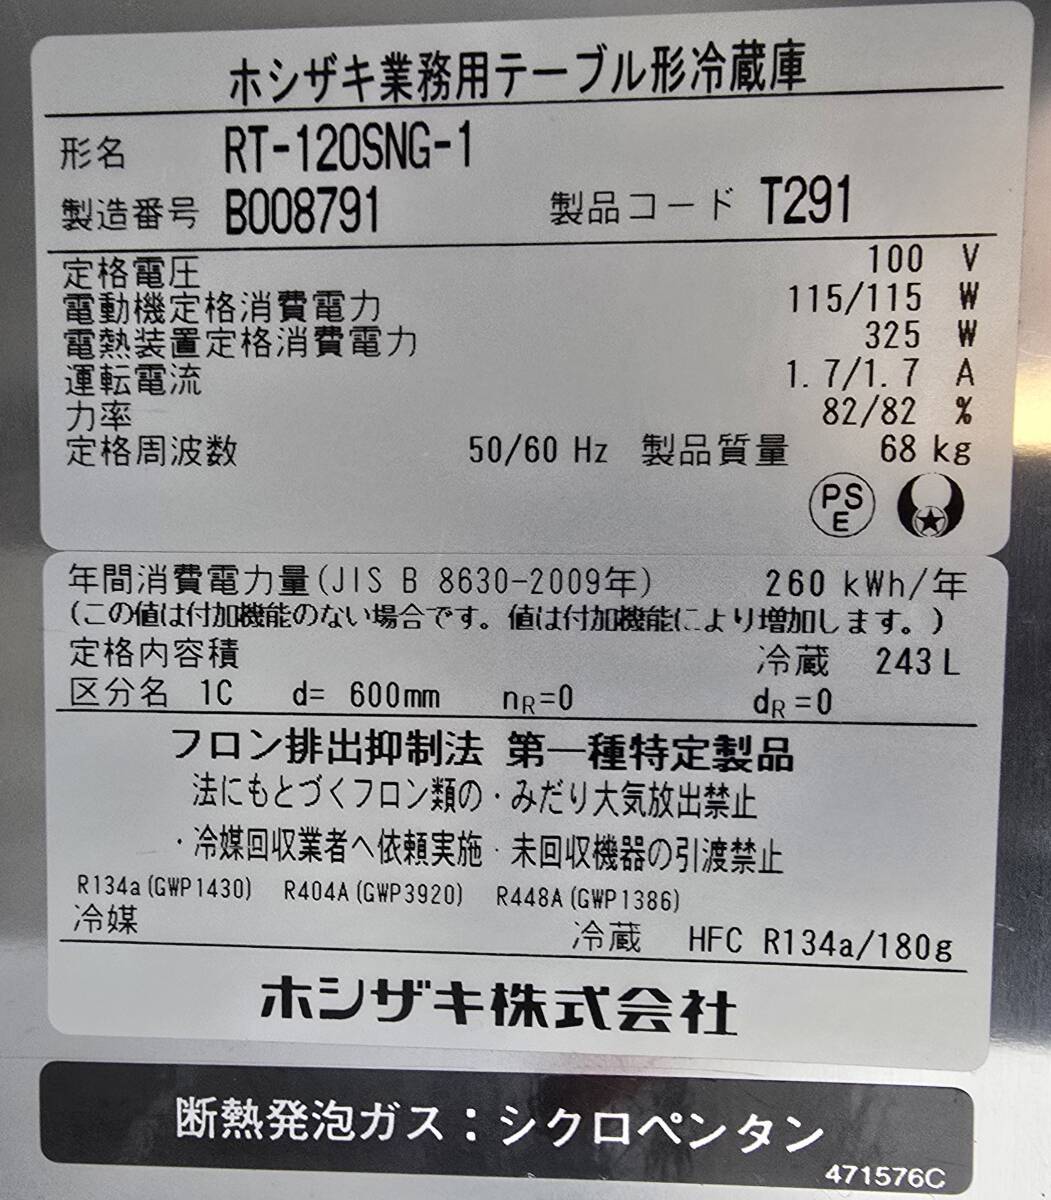 ホシザキ業務用テーブル形冷蔵庫
形名 RT-120SNG-1
製造番号 B008791 製品コード T291
定格電圧 100 V
電動機定格消費電力 115/115 W
電熱装置定格消費電力 325 W
運転電流 1.7/1.7 A
力率 82/82 %
定格周波数 50/60 Hz 製品質量 68 kg
PS
E
年間消費電力量(JIS B 8630-2009年) 260 kWh/年
(この値は付加機能のない場合です。値は付加機能により増加します。)
定格内容積 冷蔵 243L
区分名 1C d= 600mm nR=0 dR=0
フロン排出抑制法 第一種特定製品
法にもとづくフロン類の・みだり大気放出禁止
・冷媒回収業者へ依頼実施・未回収機器の引渡禁止
R134a(GWP1430) R404A(GWP3920) R448A(GWP1386)
冷媒 冷蔵 HFC R134a/180g
ホシザキ株式会社
断熱発泡ガス：シクロペンタン
471576C